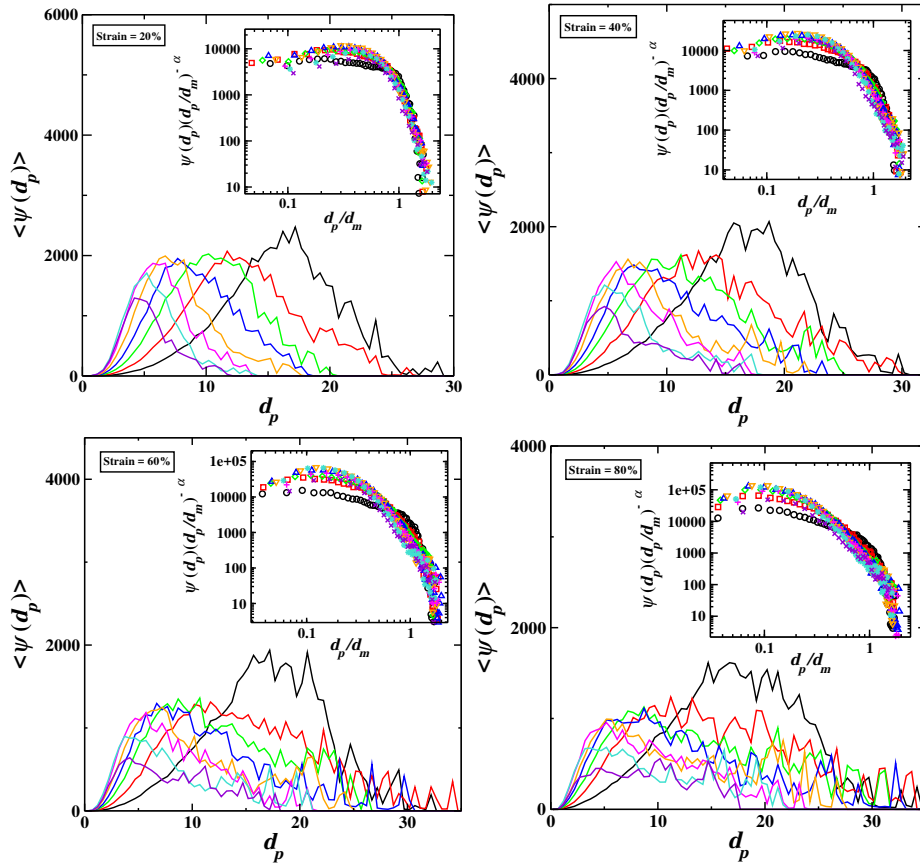 Strain = 20%
<ψ(d_p)>
6000
4000
2000
0
0 10 20 30
d_p
ψ(d_p)(d_p/d_m)^-α
10000
1000
100
10
0.1 1
d_p/d_m
Strain = 40%
<ψ(d_p)>
4000
2000
0
0 10 20 30
d_p
ψ(d_p)(d_p/d_m)^-α
10000
1000
100
10
0.1 1
d_p/d_m
Strain = 60%
<ψ(d_p)>
4000
2000
0
0 10 20 30
d_p
ψ(d_p)(d_p/d_m)^-α
1e+05
10000
1000
100
10
0.1 1
d_p/d_m
Strain = 80%
<ψ(d_p)>
4000
2000
0
0 10 20 30
d_p
ψ(d_p)(d_p/d_m)^-α
1e+05
10000
1000
100
10
0.1 1
d_p/d_m